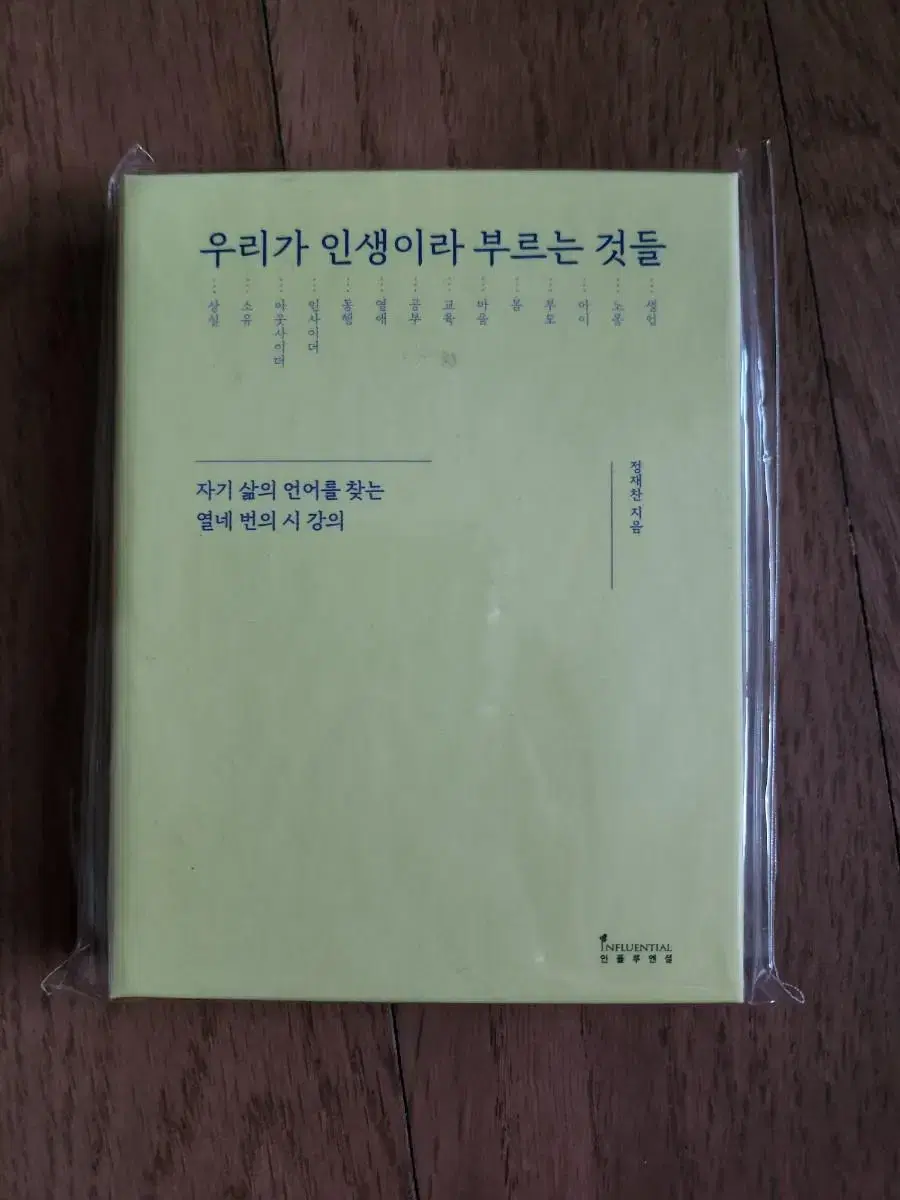 우리가 인생이라 부르는 것들
생업
노동
아이
부모
몸
마음
교육
공부
열애
동행
인사이더
아웃사이더
소유
상실
자기 삶의 언어를 찾는
열네 번의 시 강의
정재찬 지음
INFLUENTIAL
인플루엔셜